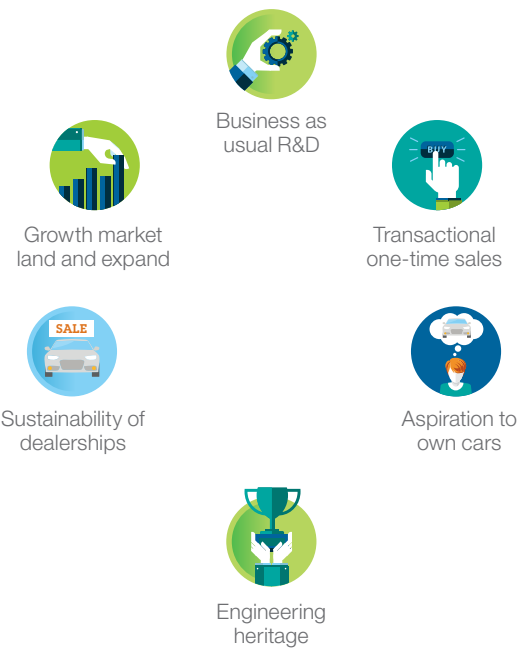 Business as
usual R&D
BUY
Growth market
land and expand
Transactional
one-time sales
SALE
Sustainability of
dealerships
Aspiration to
own cars
Engineering
heritage